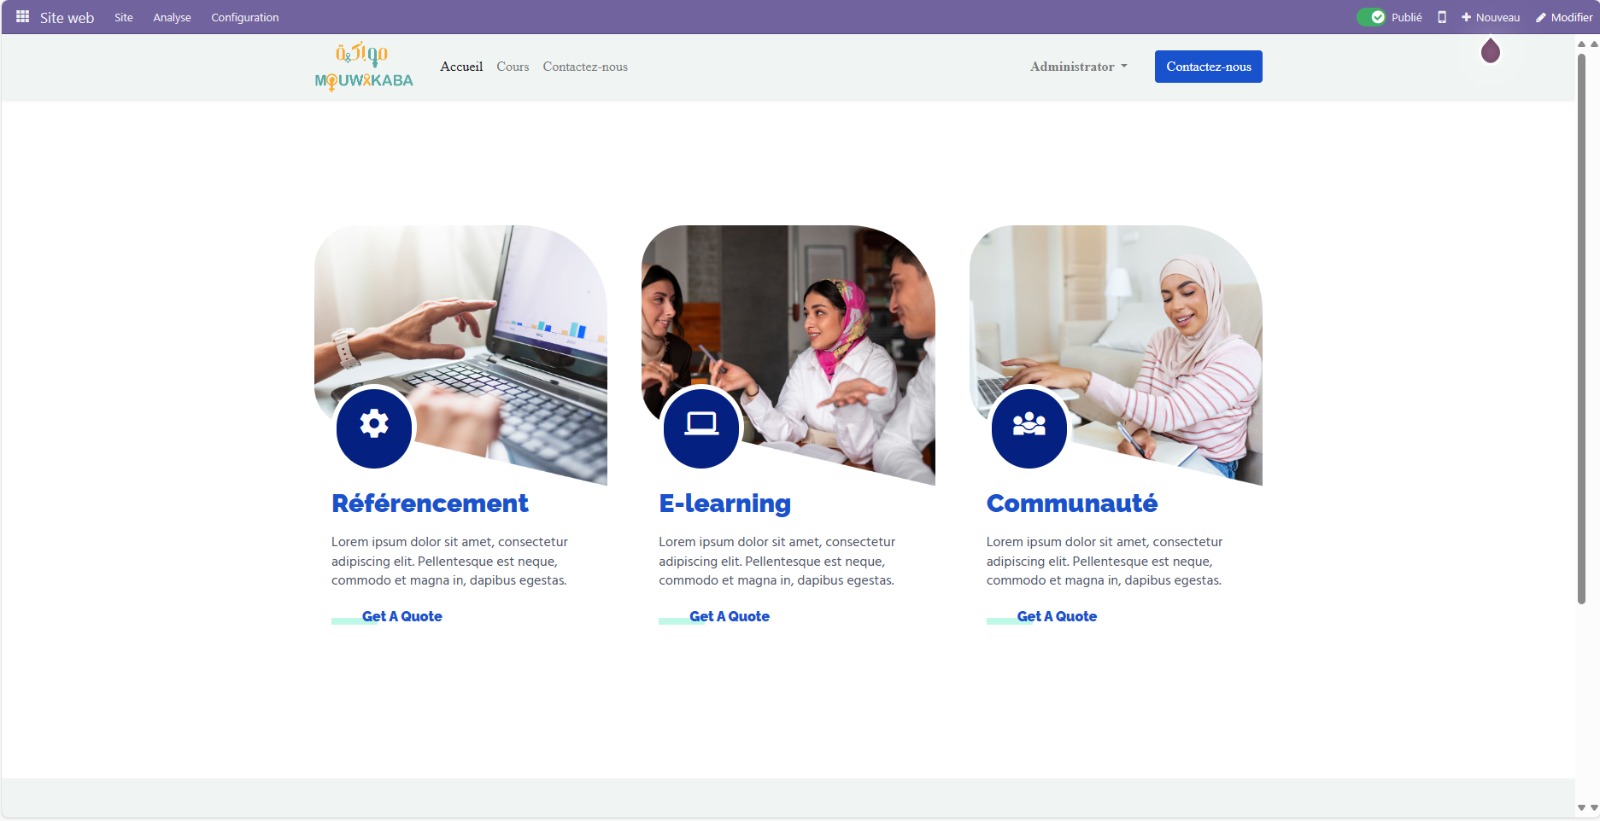 Site web
Site
Analyse
Configuration
Publié
Nouveau
Modifier
مواكبة
MOUWAKABA
Accueil
Cours
Contactez-nous
Administrator
Contactez-nous
Référencement
Lorem ipsum dolor sit amet, consectetur
adipiscing elit. Pellentesque est neque,
commodo et magna in, dapibus egestas.
Get A Quote
E-learning
Lorem ipsum dolor sit amet, consectetur
adipiscing elit. Pellentesque est neque,
commodo et magna in, dapibus egestas.
Get A Quote
Communauté
Lorem ipsum dolor sit amet, consectetur
adipiscing elit. Pellentesque est neque,
commodo et magna in, dapibus egestas.
Get A Quote